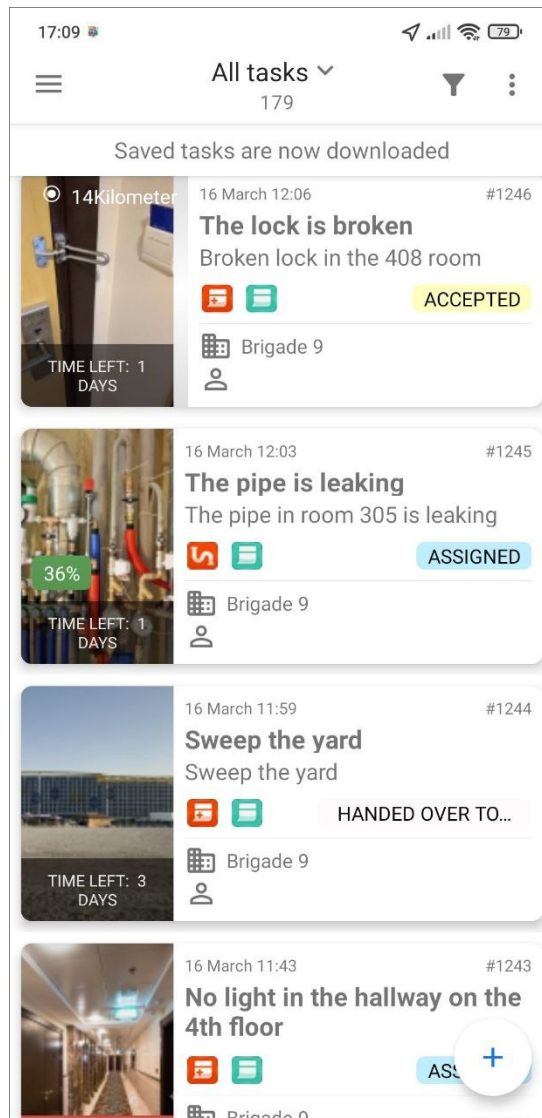 17:09
79
All tasks
179
Saved tasks are now downloaded
14Kilometer
16 March 12:06
#1246
The lock is broken
Broken lock in the 408 room
ACCEPTED
TIME LEFT: 1
DAYS
Brigade 9
16 March 12:03
#1245
The pipe is leaking
The pipe in room 305 is leaking
36%
ASSIGNED
TIME LEFT: 1
DAYS
Brigade 9
16 March 11:59
#1244
Sweep the yard
Sweep the yard
HANDED OVER TO...
TIME LEFT: 3
DAYS
Brigade 9
16 March 11:43
#1243
No light in the hallway on the
4th floor
Brigade 9